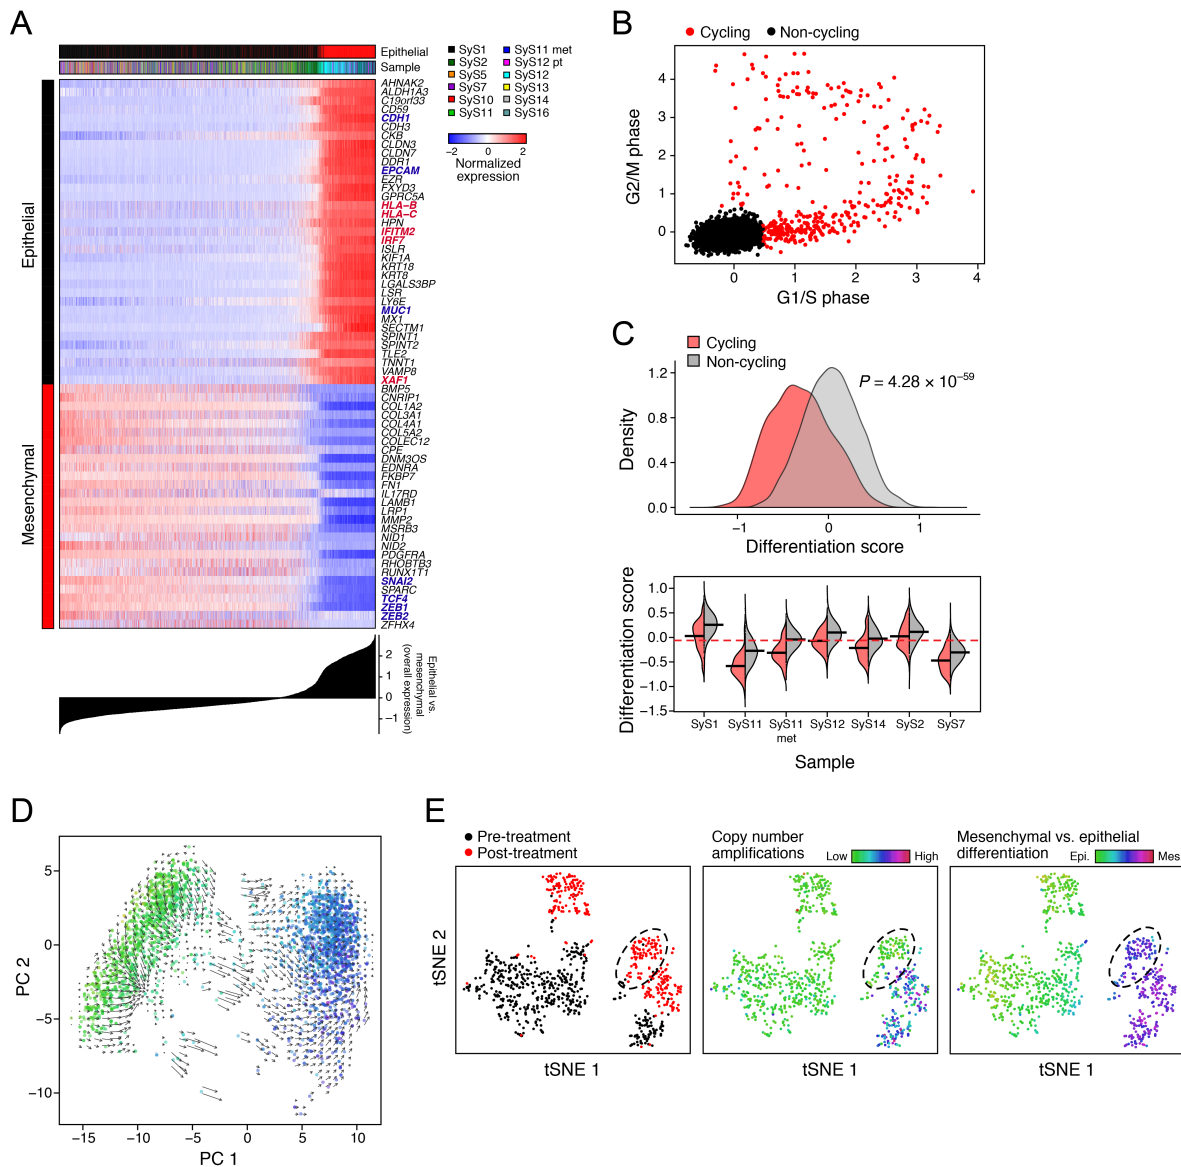 A
Epithelial
Sample
SyS1
SyS2
SyS5
SyS7
SyS10
SyS11
SyS11 met
SyS12 pt
SyS12
SyS13
SyS14
SyS16
−2 0 2
Normalized
expression
Epithelial
Mesenchymal
AHNAK2
ALDH1A3
C19orf33
CD59
CDH1
CDH3
CKB
CLDN3
CLDN7
DDR1
EPCAM
EZR
FXYD3
GPRC5A
HLA−B
HLA−C
HPN
IFITM2
IRF7
ISLR
KIF1A
KRT18
KRT8
LGALS3BP
LSR
LY6E
MUC1
MX1
SECTM1
SPINT1
SPINT2
TLE2
TNNT1
VAMP8
XAF1
BMP5
CNRIP1
COL1A2
COL3A1
COL4A1
COL5A2
COLEC12
CPE
DNM3OS
EDNRA
FKBP7
FN1
IL17RD
LAMB1
LRP1
MMP2
MSRB3
NID1
NID2
PDGFRA
RHOBTB3
RUNX1T1
SNAI2
SPARC
TCF4
ZEB1
ZEB2
ZFHX4
2
1
0
−1
Epithelial vs.
mesenchymal
(overall expression)
B
Cycling Non-cycling
G2/M phase
4
3
2
1
0
0 1 2 3 4
G1/S phase
C
Cycling
Non-cycling
P = 4.28 × 10−59
Density
1.2
0.8
0.4
0.0
−1 0 1
Differentiation score
Differentiation score
1.0
0.5
0.0
−0.5
−1.0
−1.5
SyS1 SyS11 SyS11 met SyS12 SyS14 SyS2 SyS7
Sample
D
PC 2
5
0
−5
−10
−15 −10 −5 0 5 10
PC 1
E
Pre-treatment
Post-treatment
Copy number
amplifications
Low High
Mesenchymal vs. epithelial
differentiation
Epi. Mes
tSNE 2
tSNE 1
tSNE 1
tSNE 1